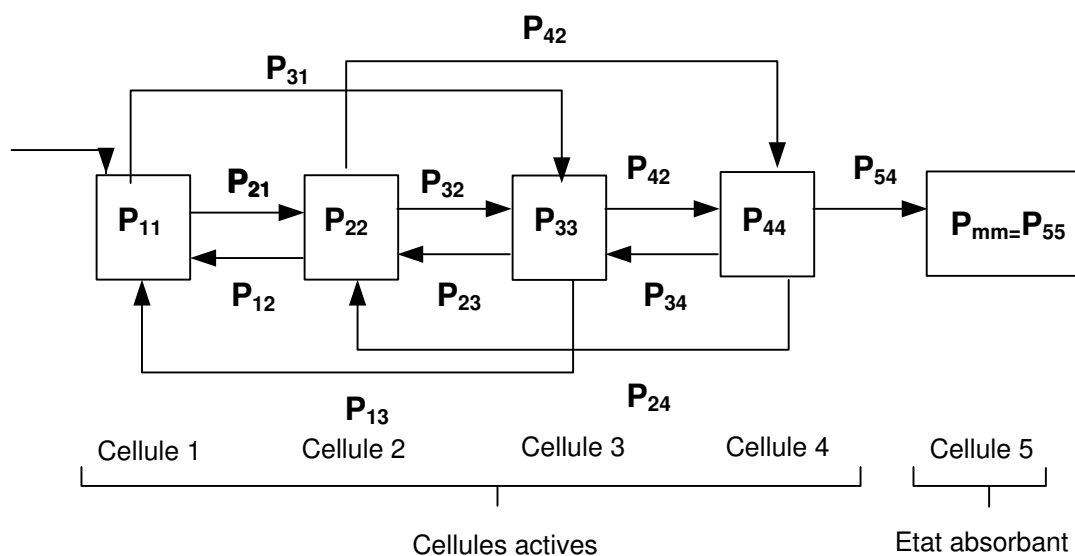 P42
P31
P21
P32
P42
P54
P11
P22
P33
P44
Pmm=P55
P12
P23
P34
P13
P24
Cellule 1
Cellule 2
Cellule 3
Cellule 4
Cellule 5
Cellules actives
Etat absorbant